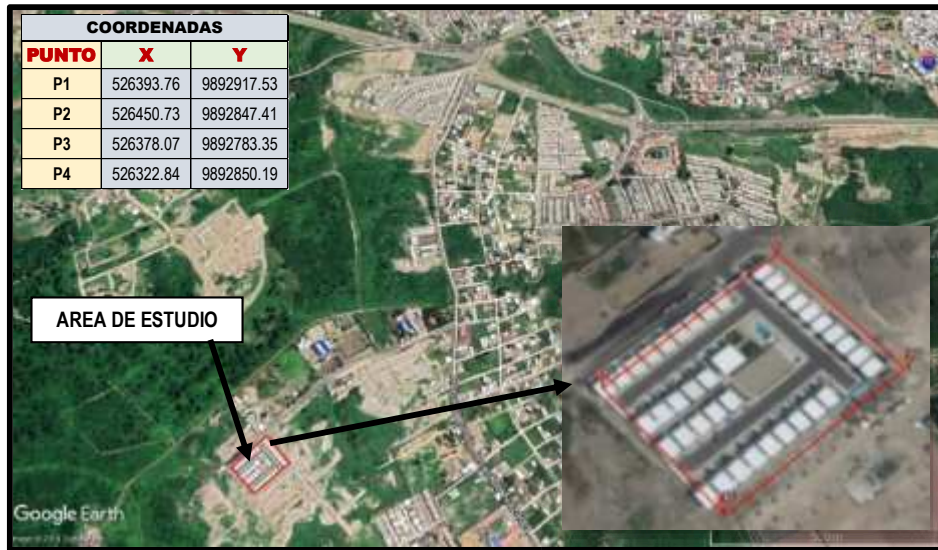 COORDENADAS
PUNTO X Y
P1 526393.76 9892917.53
P2 526450.73 9892847.41
P3 526378.07 9892783.35
P4 526322.84 9892850.19
AREA DE ESTUDIO
Google Earth